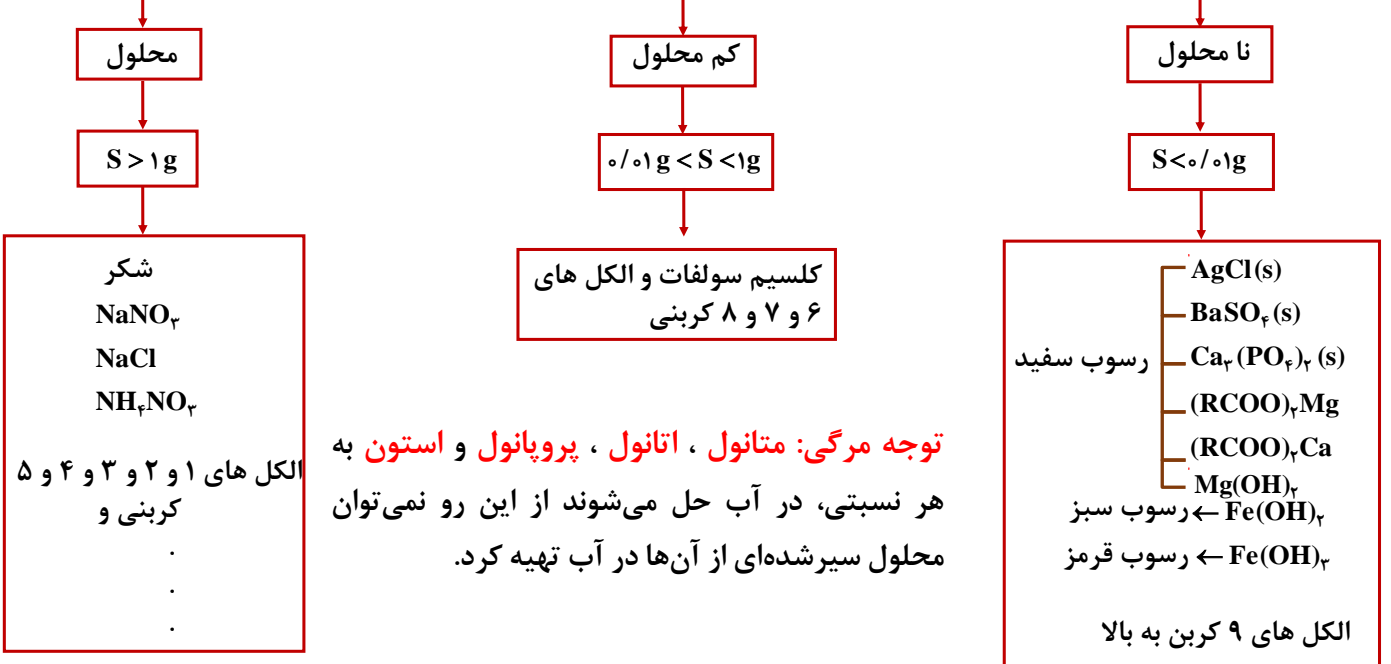 نا محلول
S<۰/۰۱g
AgCl(s)
BaSO۴(s)
رسوب سفید
Ca۳(PO۴)۲(s)
(RCOO)۲Mg
(RCOO)۲Ca
Mg(OH)۲
Fe(OH)۲ → رسوب سبز
Fe(OH)۳ → رسوب قرمز
الکل های ۹ کربن به بالا
کم محلول
۰/۰۱g < S <۱g
کلسیم سولفات و الکل های
۶ و ۷ و ۸ کربنی
محلول
S > ۱g
شکر
NaNO۳
NaCl
NH۴NO۳
الکل های ۱ و ۲ و ۳ و ۴ و ۵
کربنی و
.
.
.
توجه مرگی: متانول ، اتانول ، پروپانول و استون به
هر نسبتی، در آب حل می‌شوند از این رو نمی‌توان
محلول سیرشده‌ای از آن‌ها در آب تهیه کرد.